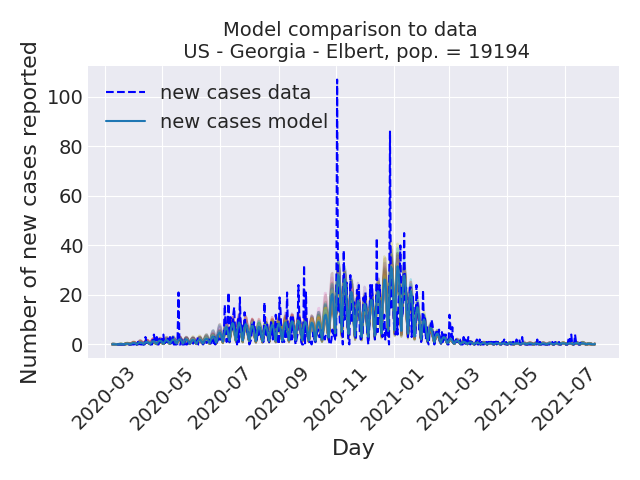 Model comparison to data
US - Georgia - Elbert, pop. = 19194
Number of new cases reported
100
80
60
40
20
0
new cases data
new cases model
2020-03
2020-05
2020-07
2020-09
2020-11
2021-01
2021-03
2021-05
2021-07
Day